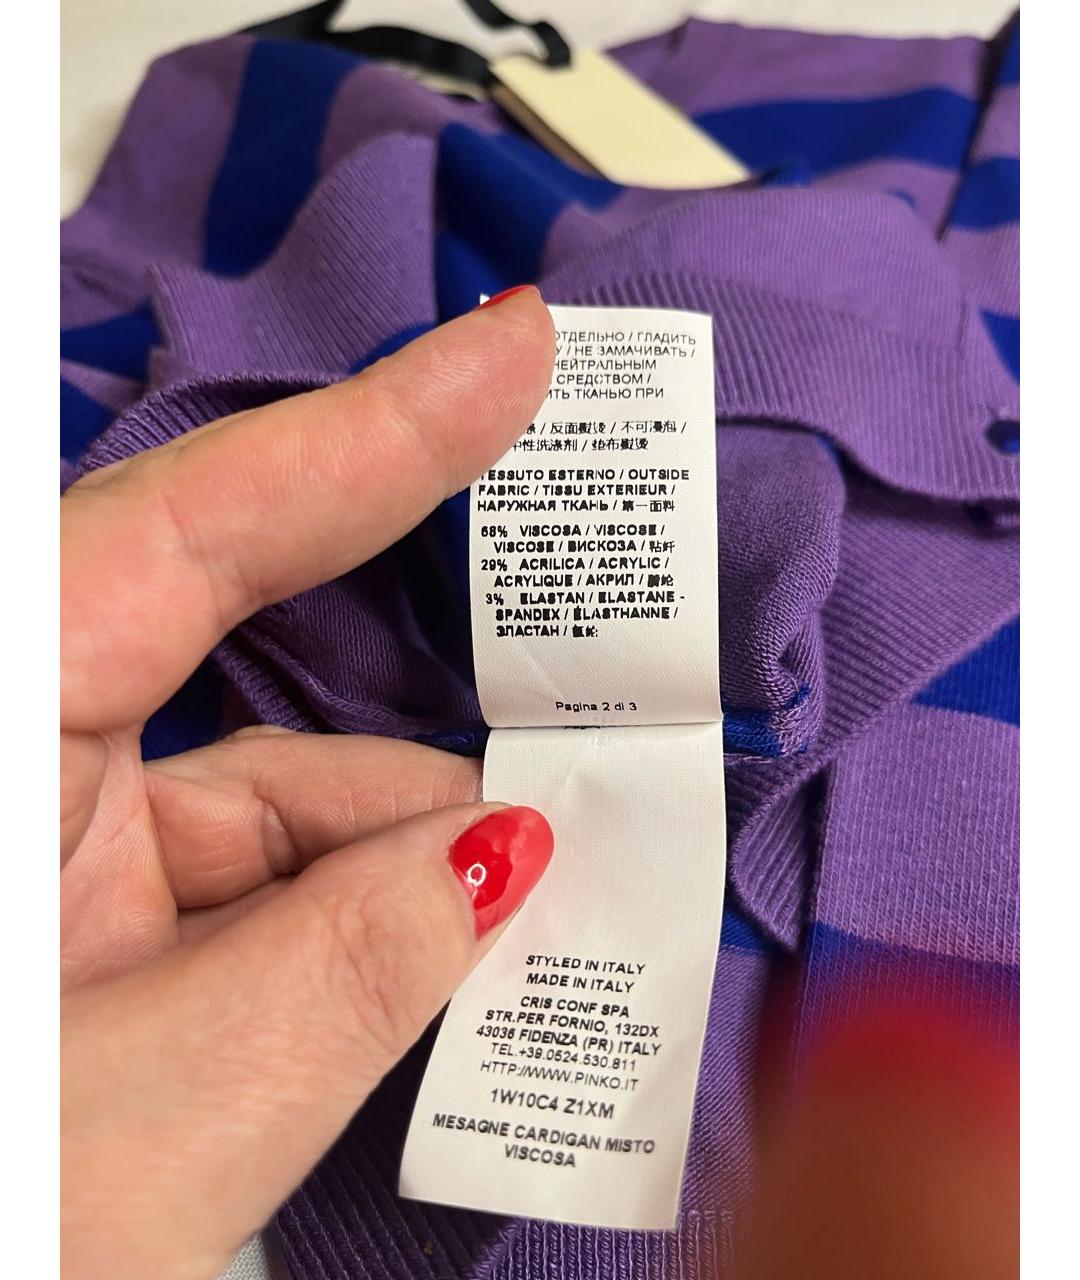 ОТДЕЛЬНО / ГЛАДИТЬ
/ НЕ ЗАМАЧИВАТЬ /
НЕЙТРАЛЬНЫМ
СРЕДСТВОМ /
ТКАНЬЮ ПРИ
/ 反面熨烫 / 不可浸泡 /
中性洗涤剂 / 垫布熨烫
TESSUTO ESTERNO / OUTSIDE
FABRIC / TISSU EXTERIEUR /
НАРУЖНАЯ ТКАНЬ / 第一面料
68% VISCOSA / VISCOSE /
VISCOSE / ВИСКОЗА / 粘纤
29% ACRILICA / ACRYLIC /
ACRYLIQUE / АКРИЛ / 腈纶
3% ELASTAN / ELASTANE -
SPANDEX / ÉLASTHANNE /
ЭЛАСТАН / 氨纶
Pagina 2 di 3
STYLED IN ITALY
MADE IN ITALY
CRIS CONF SPA
STR.PER FORNIO, 132DX
43036 FIDENZA (PR) ITALY
TEL.+39.0524.530.811
HTTP://WWW.PINKO.IT
1W10C4 Z1XM
MESAGNE CARDIGAN MISTO
VISCOSA